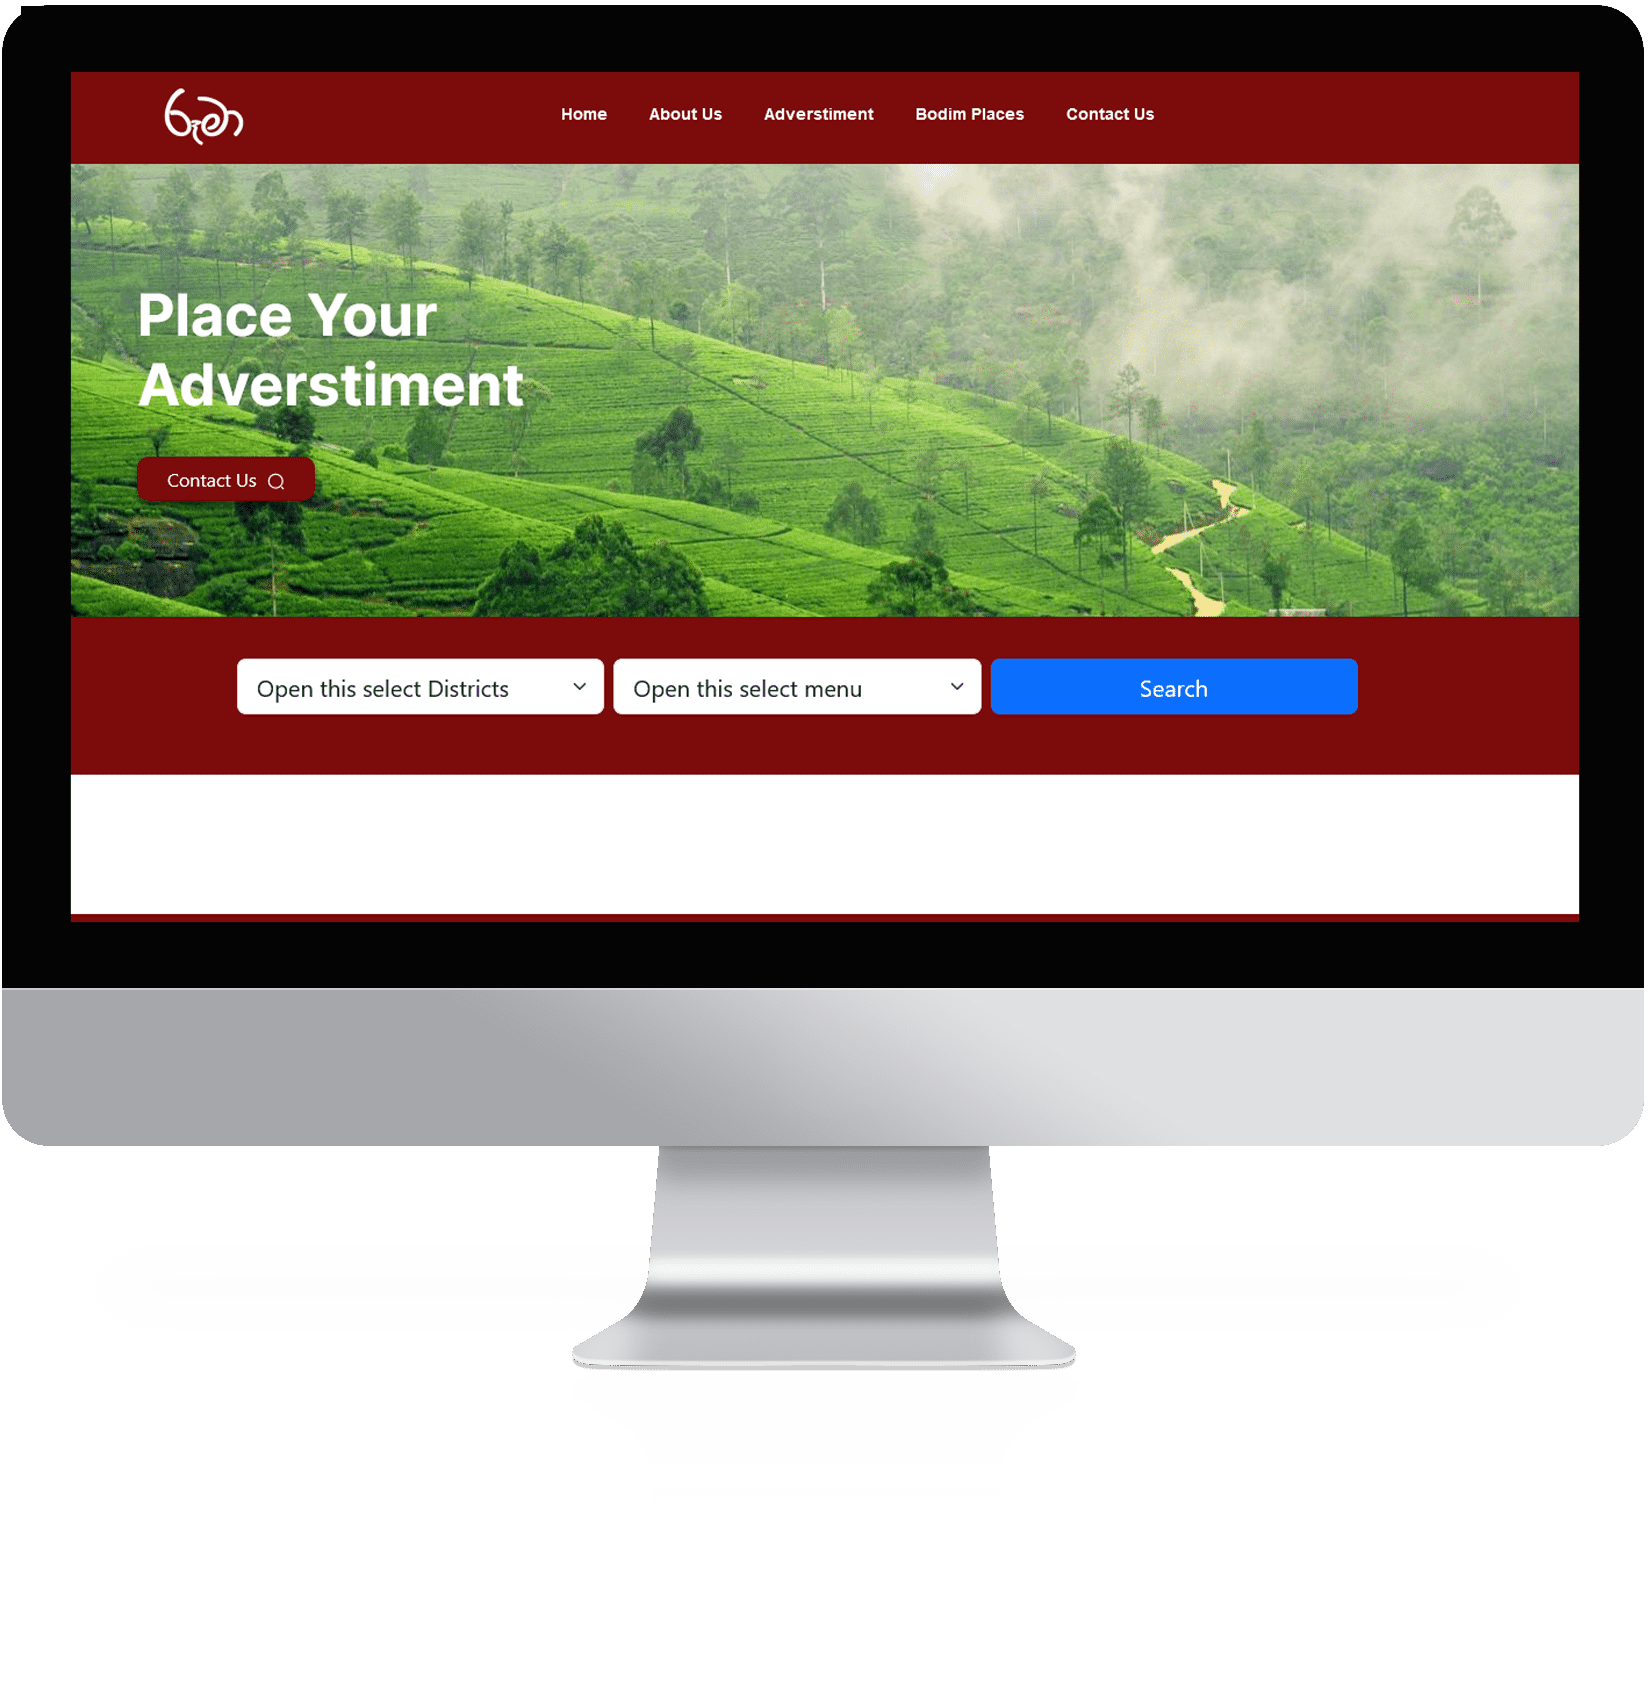 Home About Us Adverstiment Bodim Places Contact Us
Place Your
Adverstiment
Contact Us
Open this select Districts Open this select menu Search